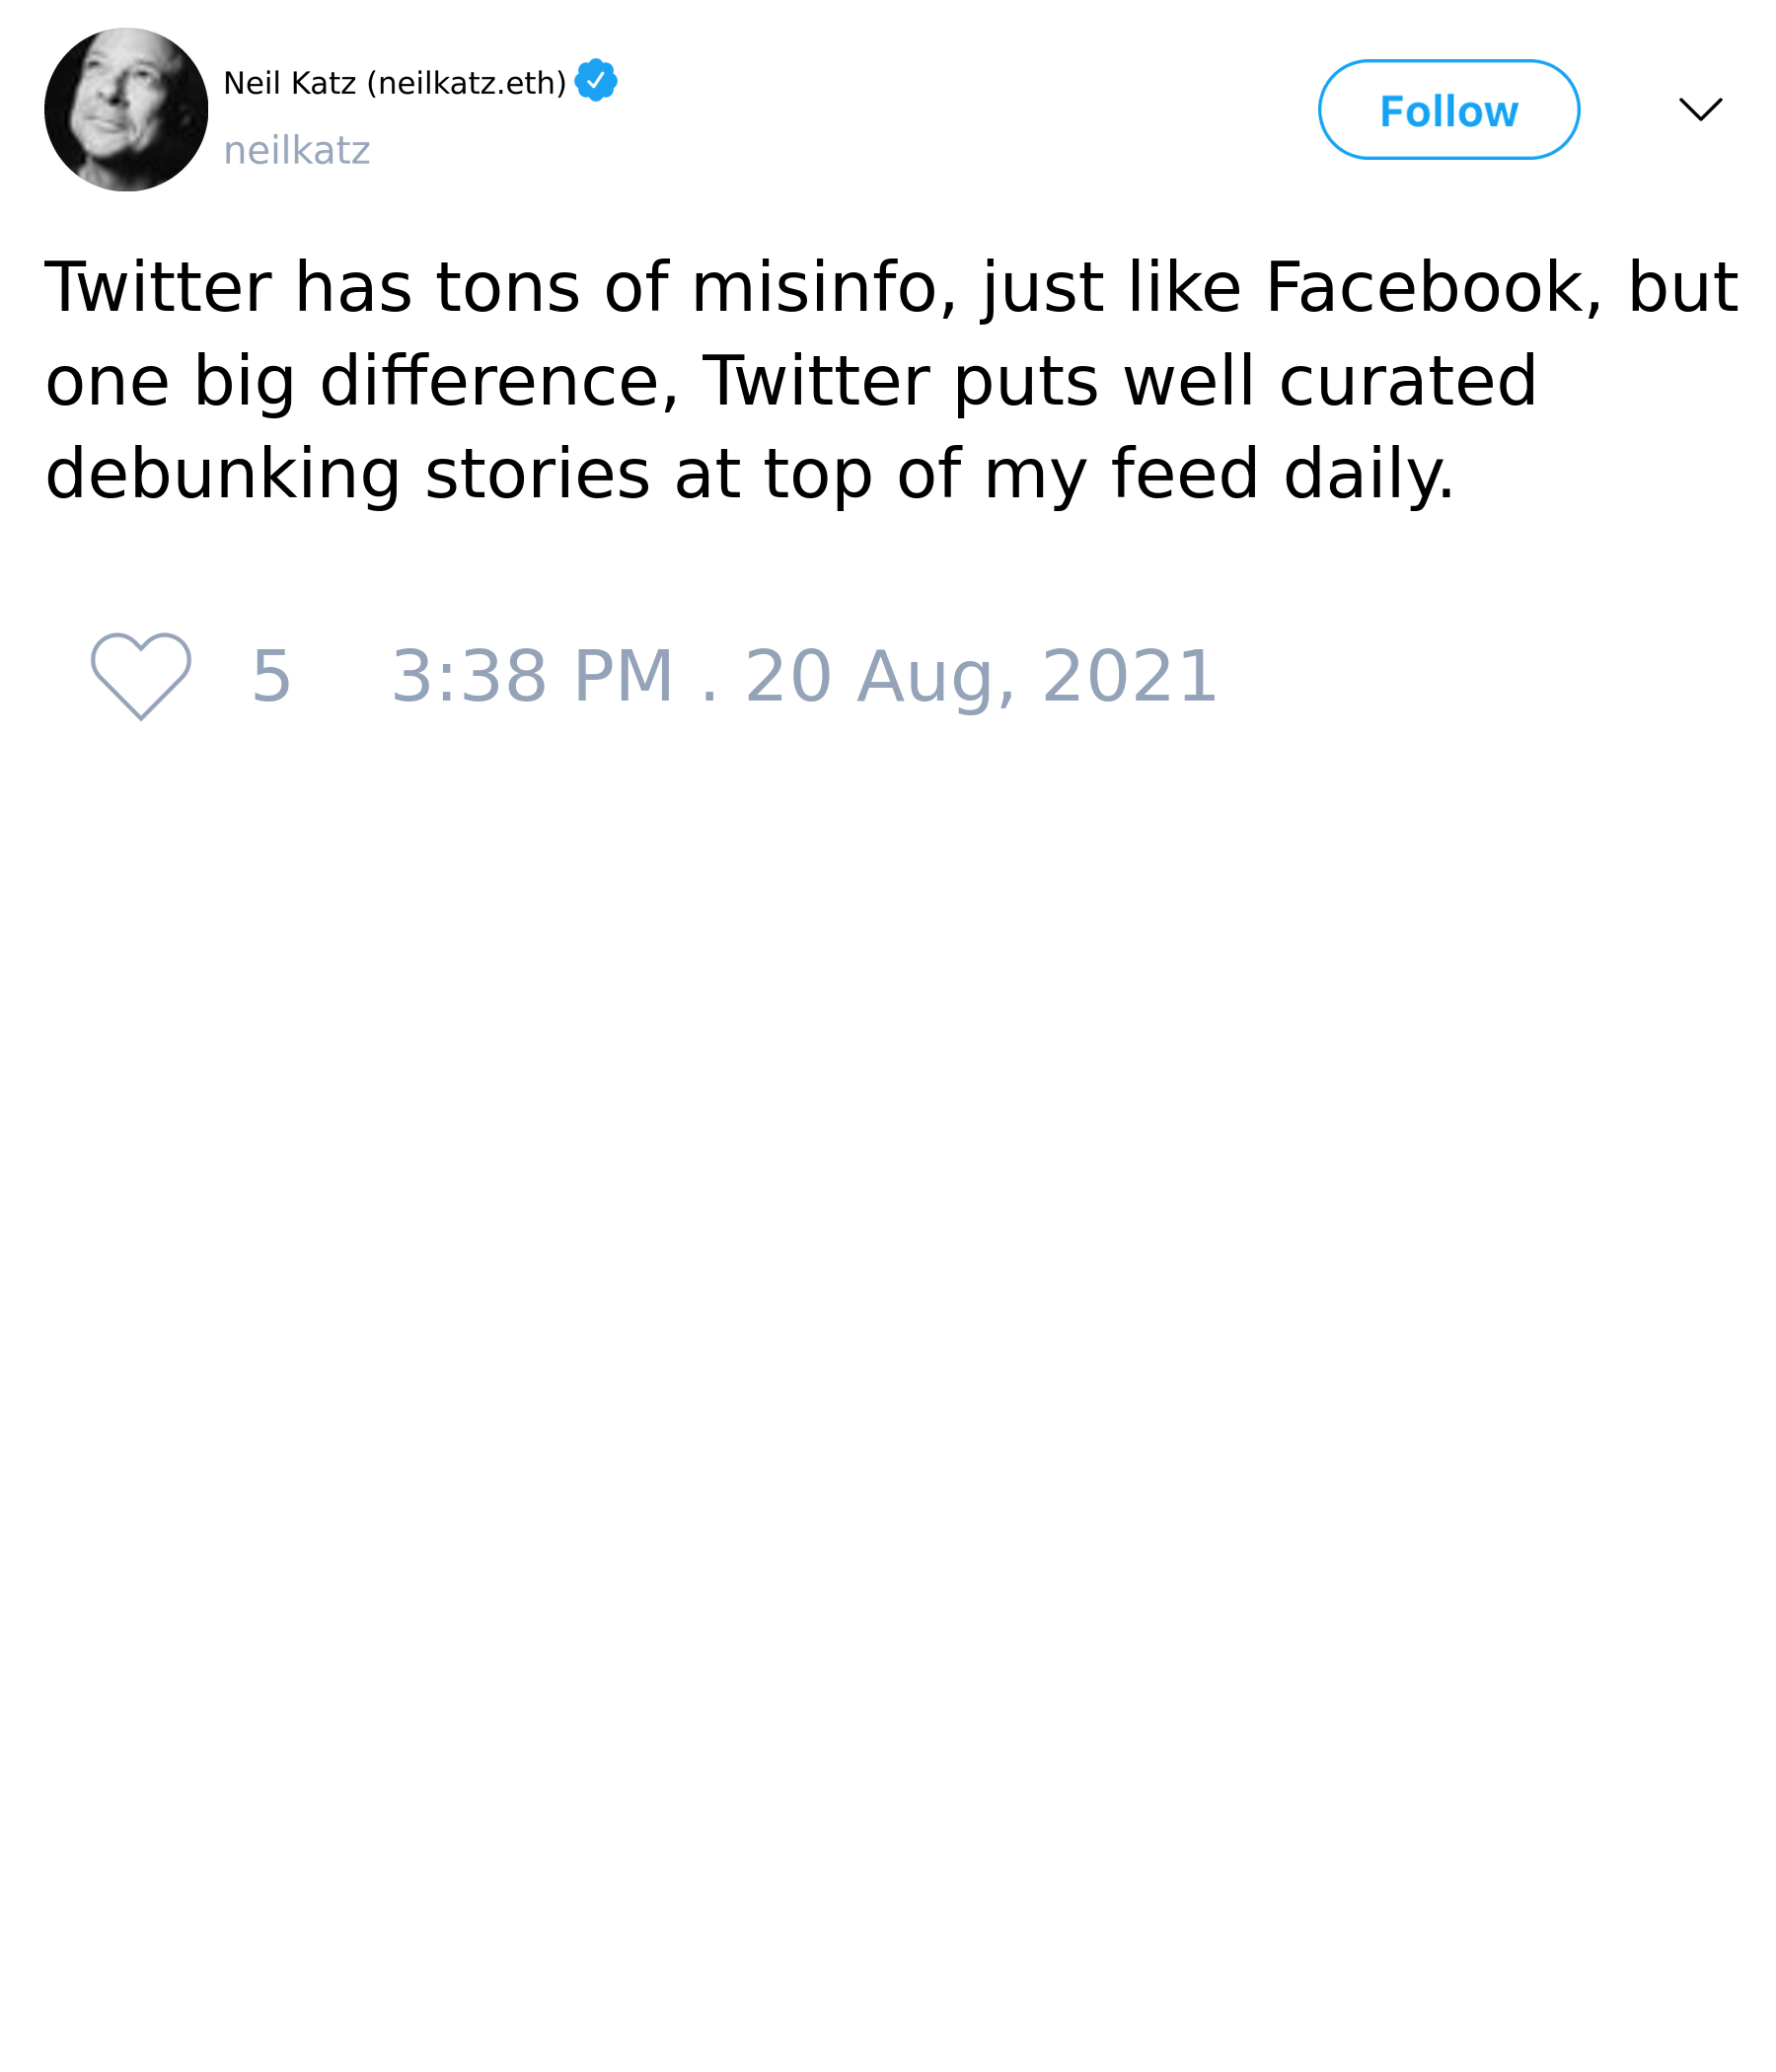 Neil Katz (neilkatz.eth)
neilkatz
Follow
Twitter has tons of misinfo, just like Facebook, but
one big difference, Twitter puts well curated
debunking stories at top of my feed daily.
5 3:38 PM . 20 Aug, 2021